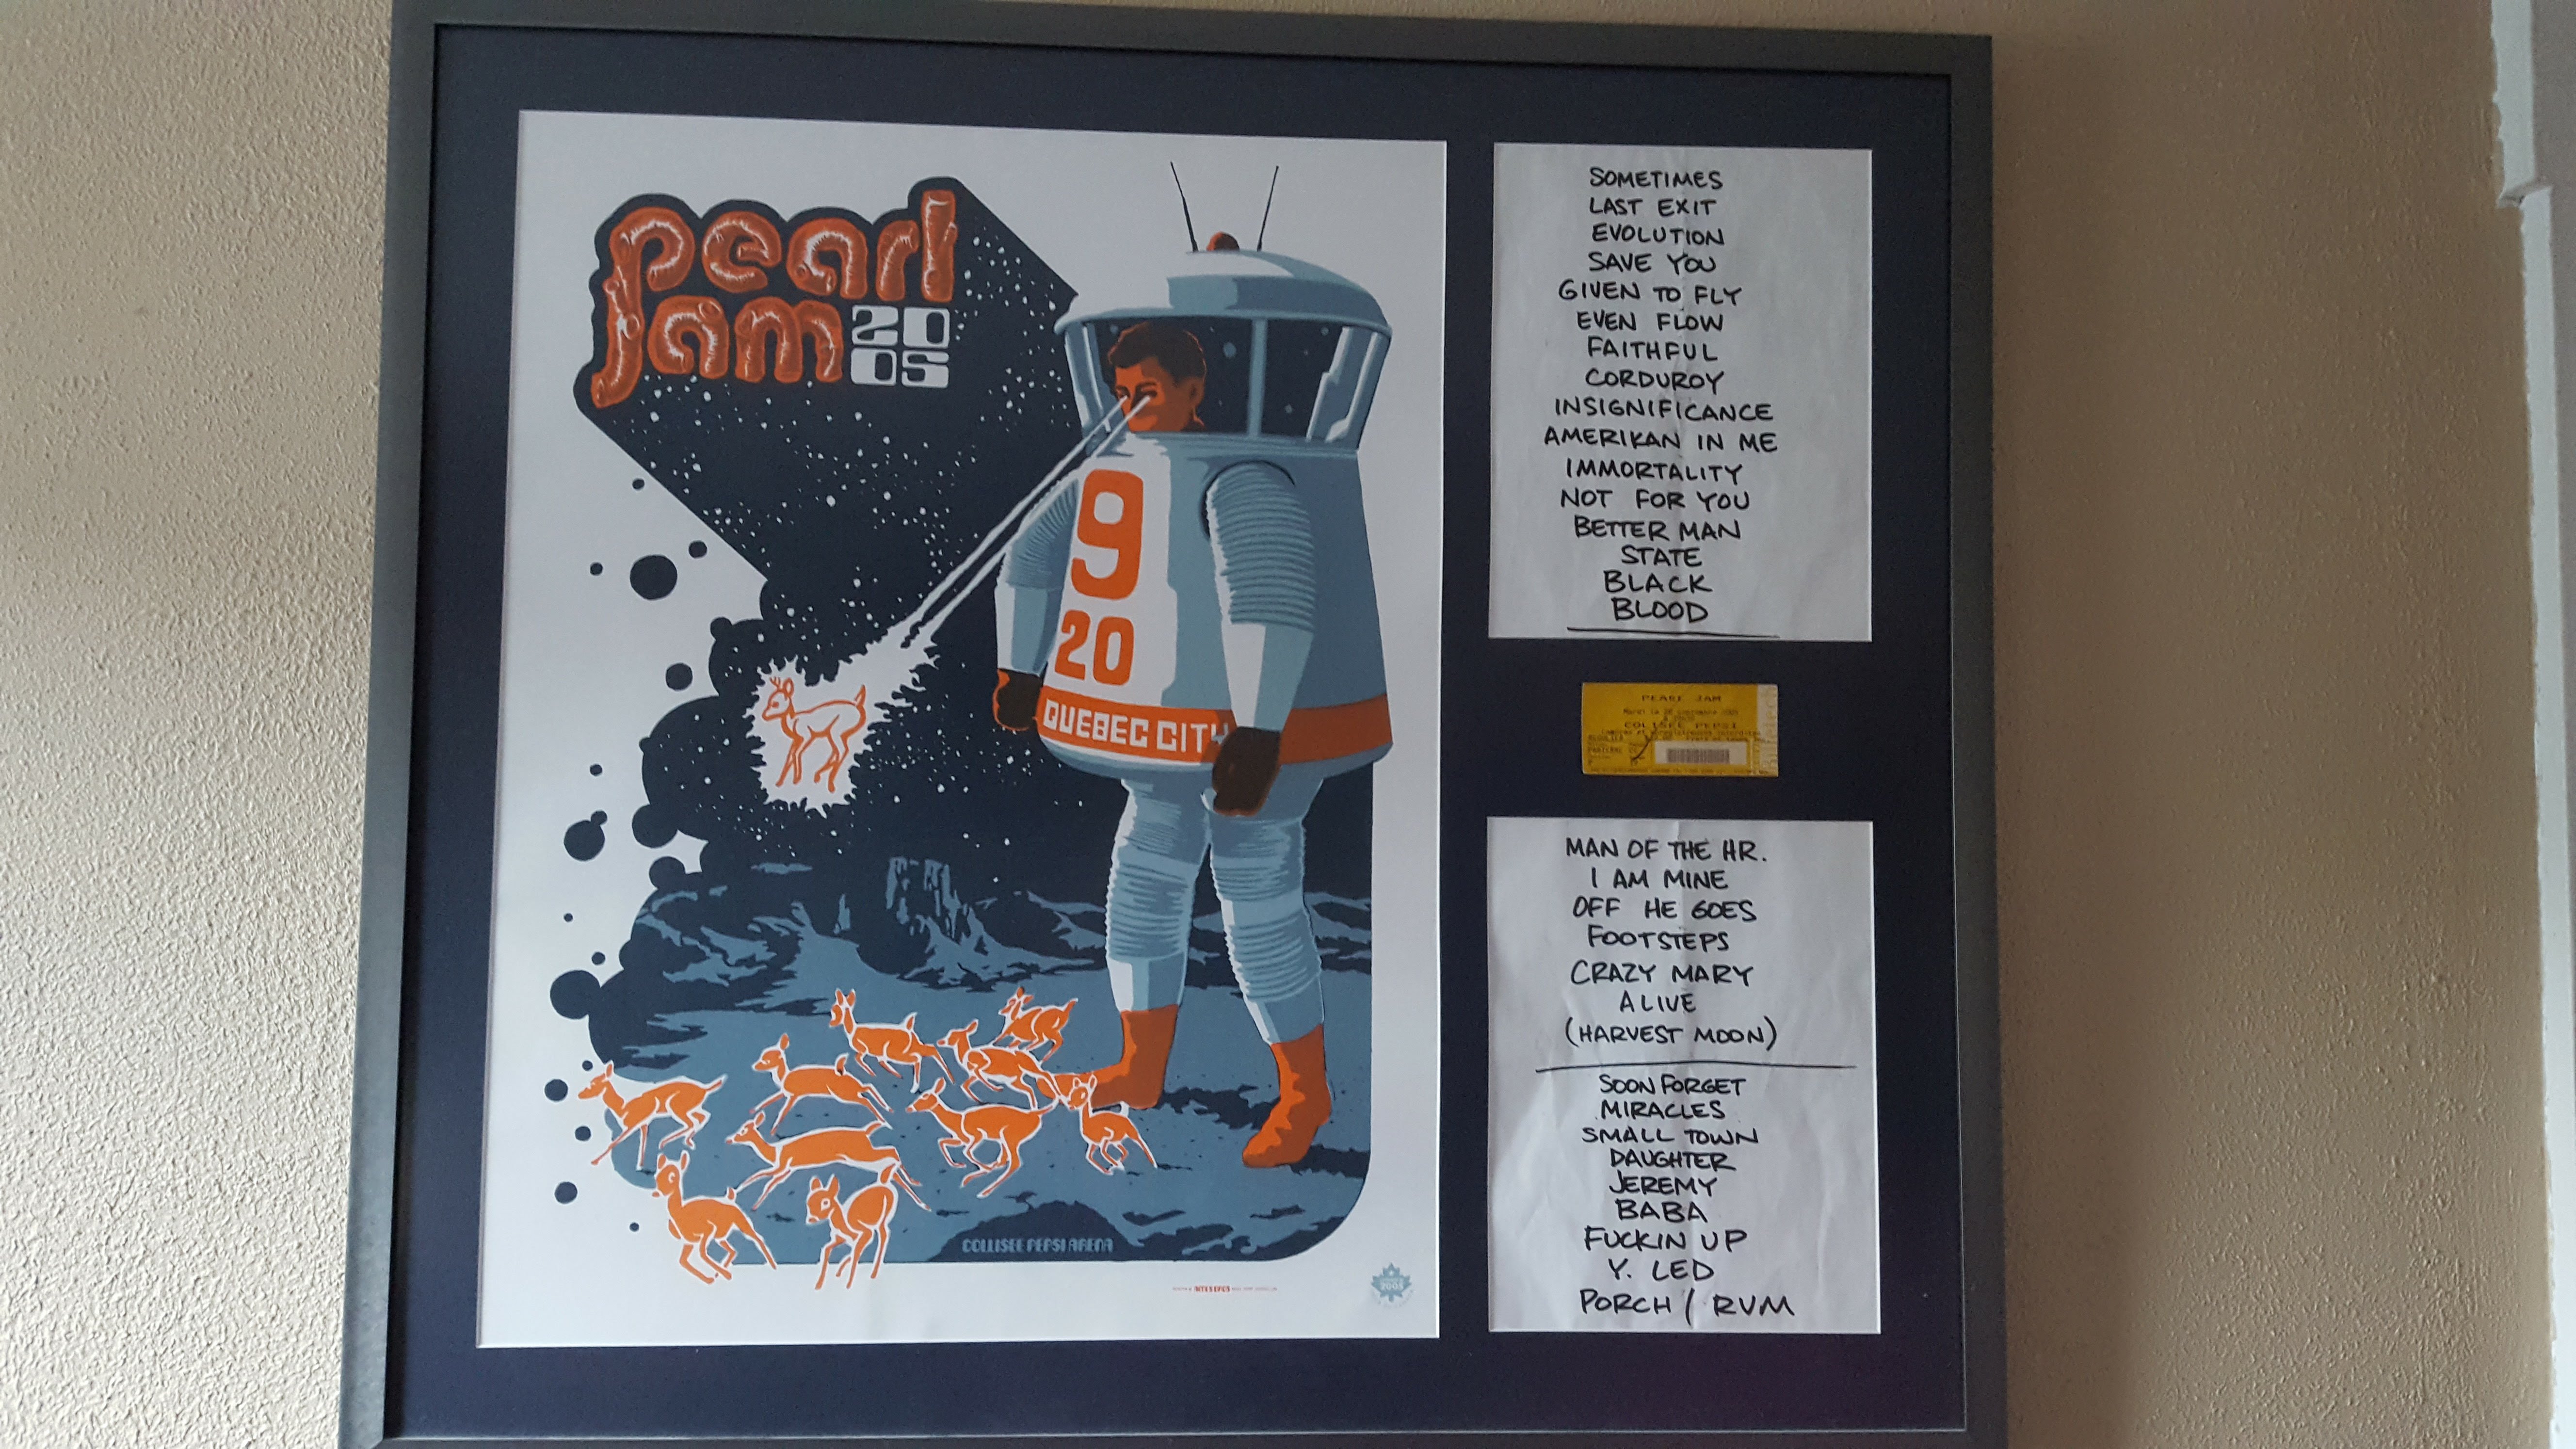 pearl
jam
20
05
9
20
QUEBEC CITY
COLLISEE PEPSI ARENA
2005
SOMETIMES
LAST EXIT
EVOLUTION
SAVE YOU
GIVEN TO FLY
EVEN FLOW
FAITHFUL
CORDUROY
INSIGNIFICANCE
AMERIKAN IN ME
IMMORTALITY
NOT FOR YOU
BETTER MAN
STATE
BLACK
BLOOD
PEARL JAM
COLISEE PEPSI
MAN OF THE HR.
I AM MINE
OFF HE GOES
FOOTSTEPS
CRAZY MARY
ALIVE
(HARVEST MOON)
SOON FORGET
MIRACLES
SMALL TOWN
DAUGHTER
JEREMY
BABA
FUCKIN UP
Y. LED
PORCH / RVM